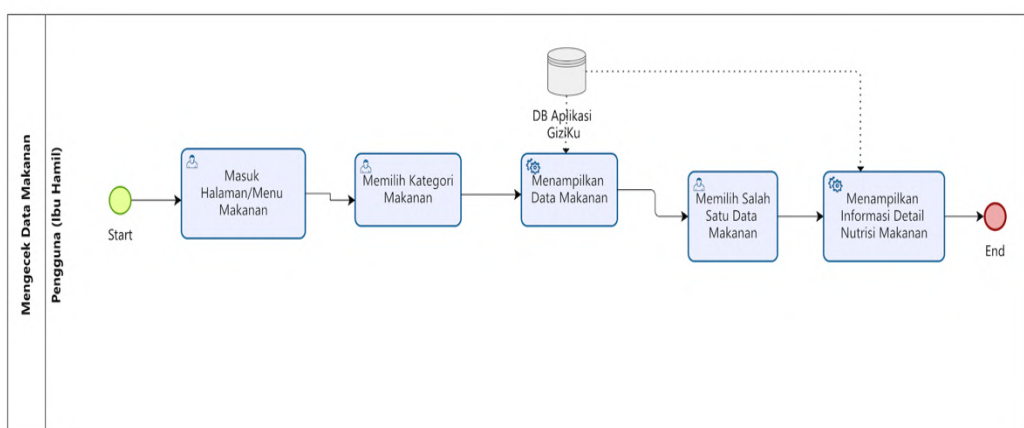 Mengecek Data Makanan
Pengguna (Ibu Hamil)
Start
Masuk
Halaman/Menu
Makanan
Memilih Kategori
Makanan
DB Aplikasi
GiziKu
Menampilkan
Data Makanan
Memilih Salah
Satu Data
Makanan
Menampilkan
Informasi Detail
Nutrisi Makanan
End